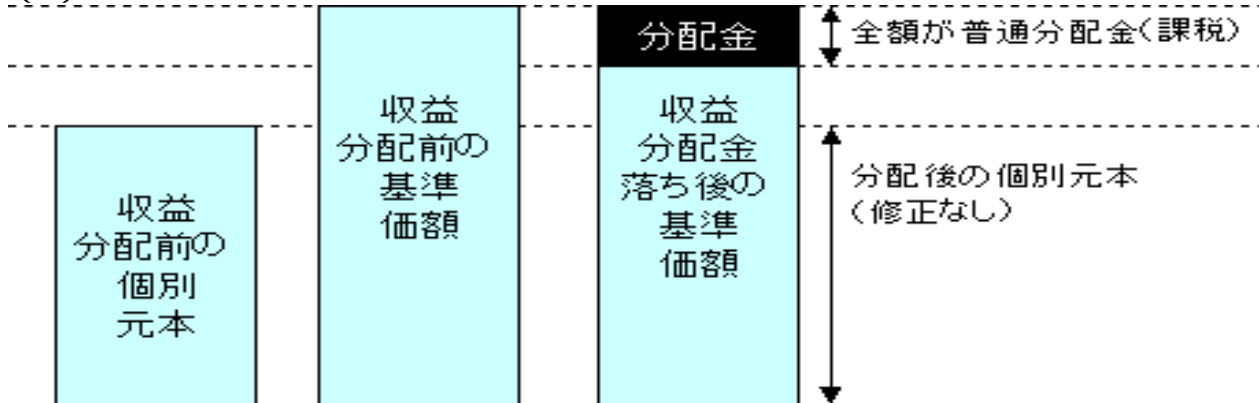 分配金
全額が普通分配金(課税)
収益
分配前の
基準
価額
収益
分配金
落ち後の
基準
価額
収益
分配前の
個別
元本
分配後の個別元本
(修正なし)